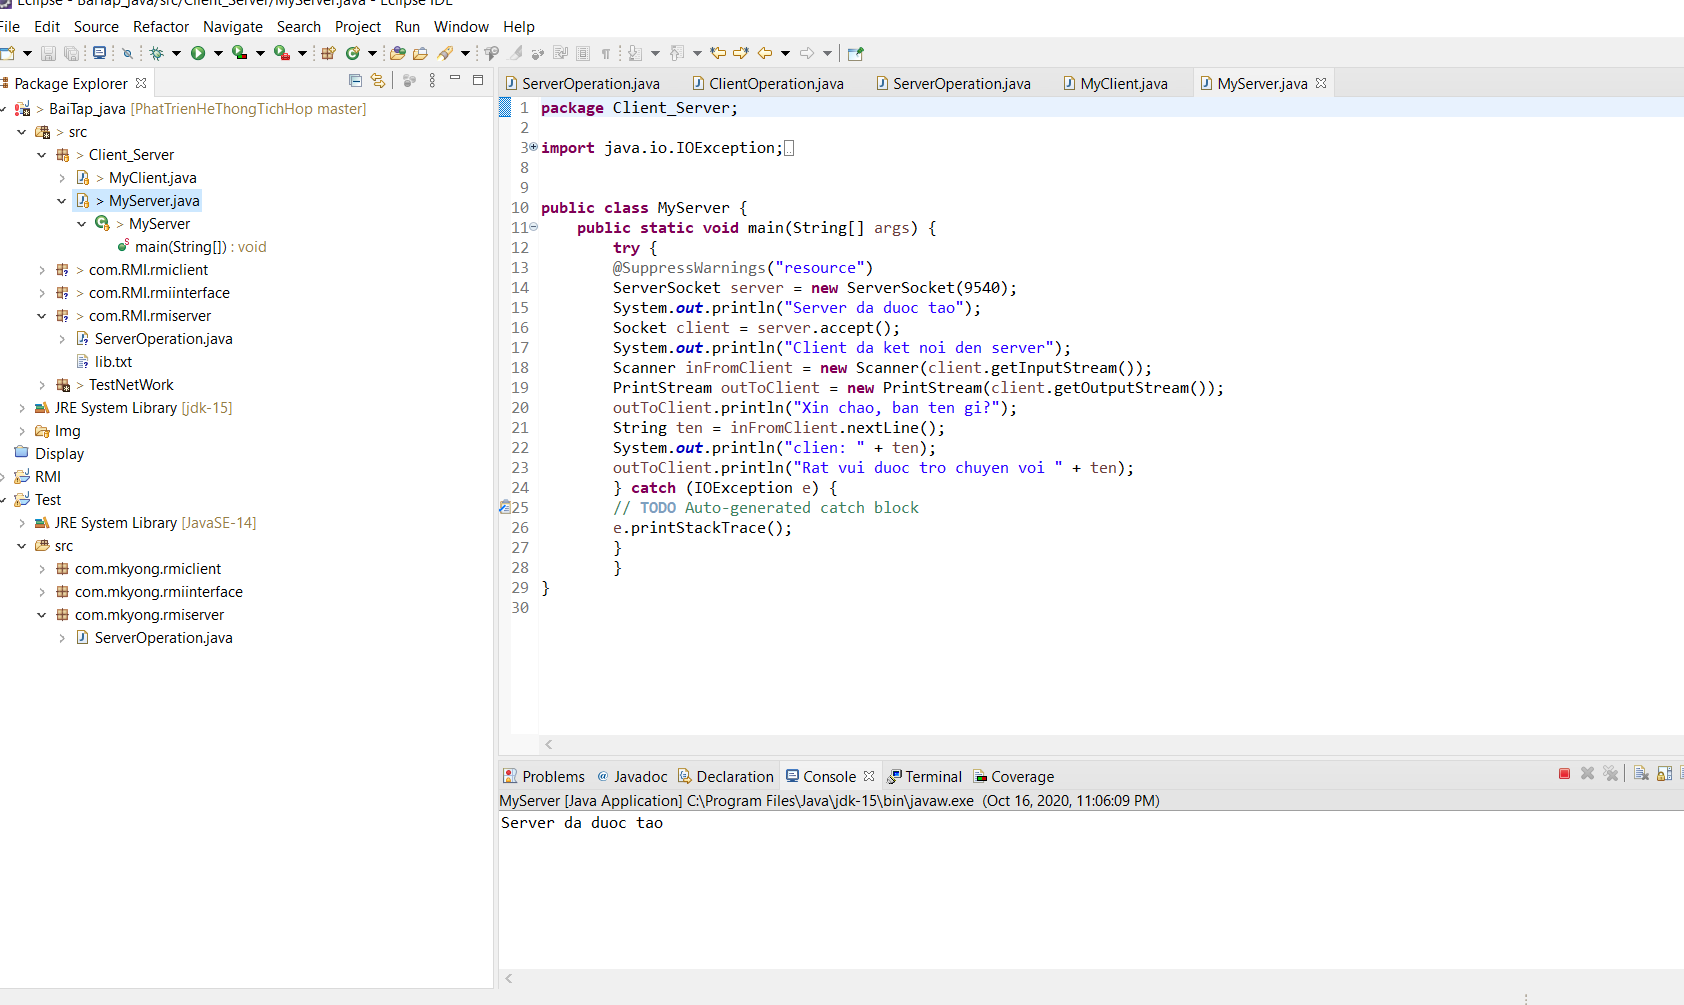 Eclipse - BaiTap_java/src/Client_Server/MyServer.java - Eclipse IDE
File Edit Source Refactor Navigate Search Project Run Window Help
Package Explorer
> BaiTap_java [PhatTrienHeThongTichHop master]
> src
> Client_Server
> MyClient.java
> MyServer.java
> MyServer
main(String[]) : void
> com.RMI.rmiclient
> com.RMI.rmiinterface
> com.RMI.rmiserver
ServerOperation.java
lib.txt
> TestNetWork
JRE System Library [jdk-15]
Img
Display
RMI
Test
JRE System Library [JavaSE-14]
src
com.mkyong.rmiclient
com.mkyong.rmiinterface
com.mkyong.rmiserver
ServerOperation.java
ServerOperation.java ClientOperation.java ServerOperation.java MyClient.java MyServer.java
1 package Client_Server;
2
3 import java.io.IOException;
8
9
10 public class MyServer {
11 public static void main(String[] args) {
12 try {
13 @SuppressWarnings("resource")
14 ServerSocket server = new ServerSocket(9540);
15 System.out.println("Server da duoc tao");
16 Socket client = server.accept();
17 System.out.println("Client da ket noi den server");
18 Scanner inFromClient = new Scanner(client.getInputStream());
19 PrintStream outToClient = new PrintStream(client.getOutputStream());
20 outToClient.println("Xin chao, ban ten gi?");
21 String ten = inFromClient.nextLine();
22 System.out.println("clien: " + ten);
23 outToClient.println("Rat vui duoc tro chuyen voi " + ten);
24 } catch (IOException e) {
25 // TODO Auto-generated catch block
26 e.printStackTrace();
27 }
28 }
29 }
30
Problems Javadoc Declaration Console Terminal Coverage
MyServer [Java Application] C:\Program Files\Java\jdk-15\bin\javaw.exe (Oct 16, 2020, 11:06:09 PM)
Server da duoc tao